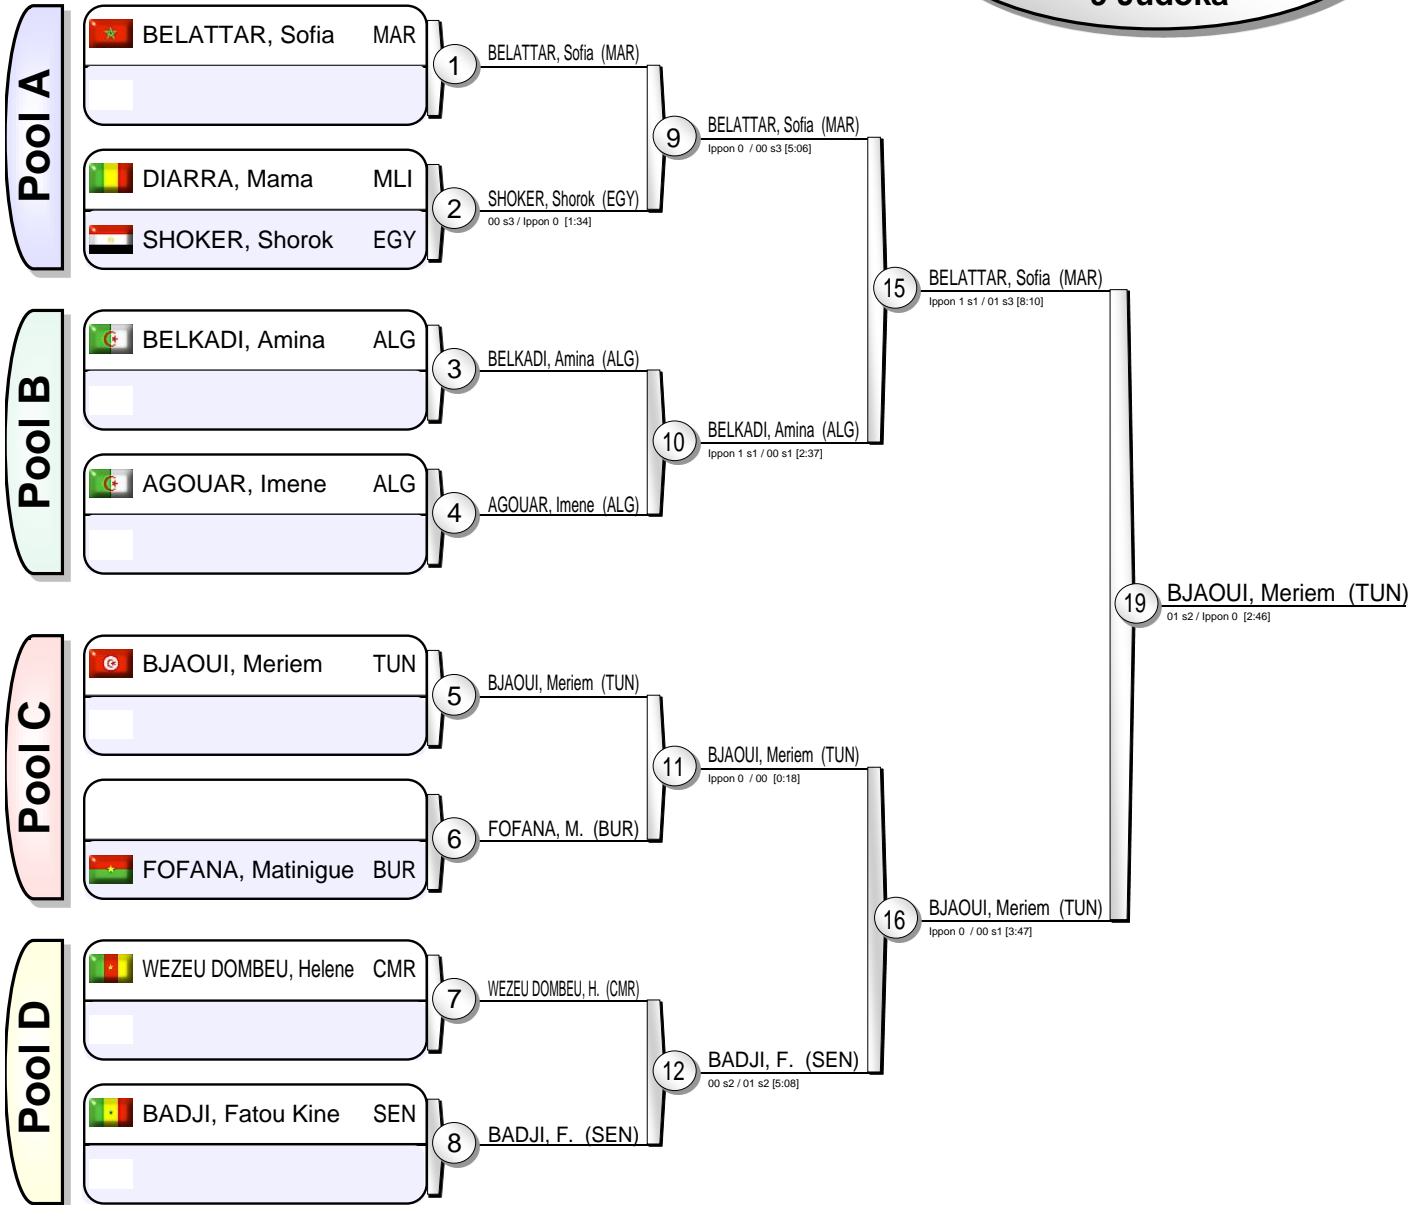 9 Judoka
Pool A
BELATTAR, Sofia MAR
DIARRA, Mama MLI
SHOKER, Shorok EGY
Pool B
BELKADI, Amina ALG
AGOUAR, Imene ALG
Pool C
BJAOUI, Meriem TUN
FOFANA, Matinigue BUR
Pool D
WEZEU DOMBEU, Helene CMR
BADJI, Fatou Kine SEN
1
BELATTAR, Sofia (MAR)
2
SHOKER, Shorok (EGY)
00 s3 / Ippon 0 [1:34]
3
BELKADI, Amina (ALG)
4
AGOUAR, Imene (ALG)
5
BJAOUI, Meriem (TUN)
6
FOFANA, M. (BUR)
7
WEZEU DOMBEU, H. (CMR)
8
BADJI, F. (SEN)
9
BELATTAR, Sofia (MAR)
Ippon 0 / 00 s3 [5:06]
10
BELKADI, Amina (ALG)
Ippon 1 s1 / 00 s1 [2:37]
11
BJAOUI, Meriem (TUN)
Ippon 0 / 00 [0:18]
12
BADJI, F. (SEN)
00 s2 / 01 s2 [5:08]
15
BELATTAR, Sofia (MAR)
Ippon 1 s1 / 01 s3 [8:10]
16
BJAOUI, Meriem (TUN)
Ippon 0 / 00 s1 [3:47]
19
BJAOUI, Meriem (TUN)
01 s2 / Ippon 0 [2:46]